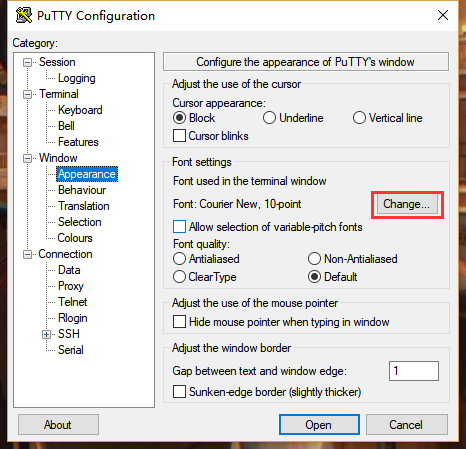 PuTTY Configuration
Category:
Session
Logging
Terminal
Keyboard
Bell
Features
Window
Appearance
Behaviour
Translation
Selection
Colours
Connection
Data
Proxy
Telnet
Rlogin
SSH
Serial
Configure the appearance of PuTTY's window
Adjust the use of the cursor
Cursor appearance:
Block Underline Vertical line
Cursor blinks
Font settings
Font used in the terminal window
Font: Courier New, 10-point Change...
Allow selection of variable-pitch fonts
Font quality:
Antialiased Non-Antialiased
ClearType Default
Adjust the use of the mouse pointer
Hide mouse pointer when typing in window
Adjust the window border
Gap between text and window edge: 1
Sunken-edge border (slightly thicker)
About Open Cancel